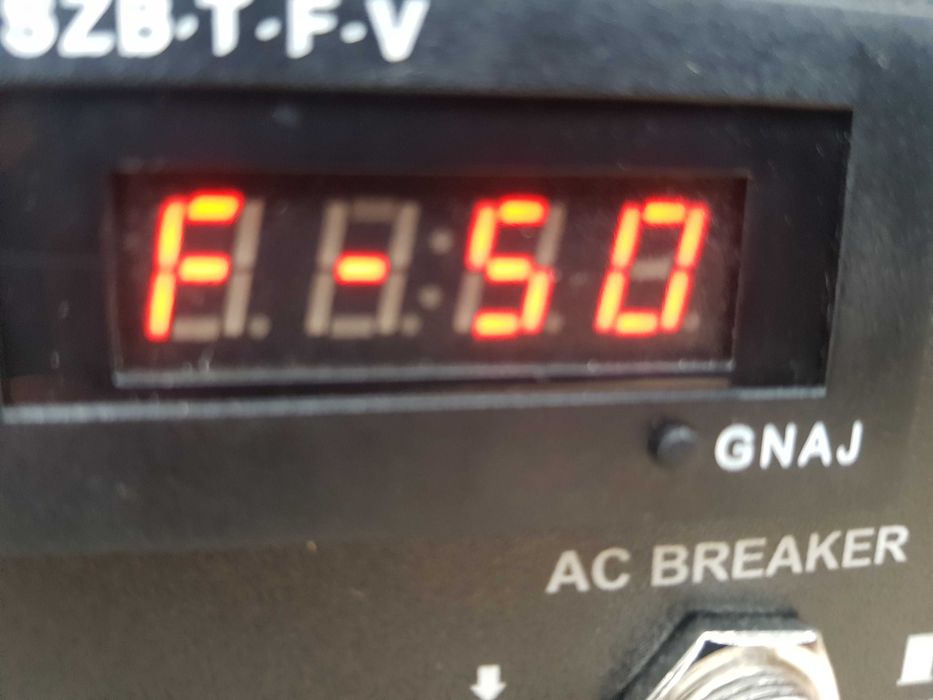 SZB·T·F·V
F-50
GNAJ
AC BREAKER